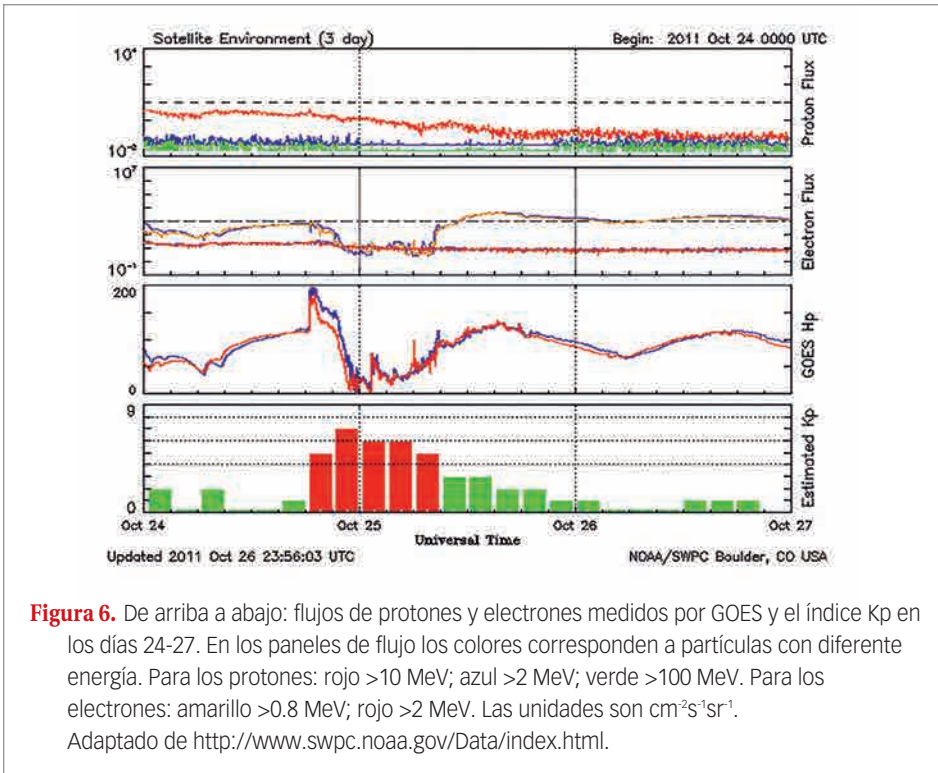 Satellite Environment (3 day) Begin: 2011 Oct 24 0000 UTC
10⁴
10⁻²
Proton Flux
10⁷
10⁻¹
Electron Flux
200
0
GOES Hp
9
0
Estimated Kp
Oct 24 Oct 25 Oct 26 Oct 27
Universal Time
Updated 2011 Oct 26 23:56:03 UTC NOAA/SWPC Boulder, CO USA
Figura 6. De arriba a abajo: flujos de protones y electrones medidos por GOES y el índice Kp en
los días 24-27. En los paneles de flujo los colores corresponden a partículas con diferente
energía. Para los protones: rojo >10 MeV; azul >2 MeV; verde >100 MeV. Para los
electrones: amarillo >0.8 MeV; rojo >2 MeV. Las unidades son cm⁻²s⁻¹sr⁻¹.
Adaptado de http://www.swpc.noaa.gov/Data/index.html.